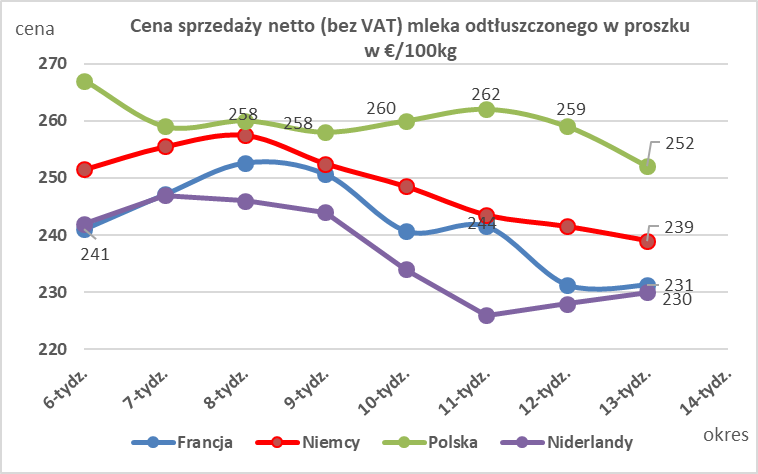 cena
Cena sprzedaży netto (bez VAT) mleka odtłuszczonego w proszku
w €/100kg
270
260
250
240
230
220
258
258
260
262
259
252
241
244
239
231
230
6-tydz.
7-tydz.
8-tydz.
9-tydz.
10-tydz.
11-tydz.
12-tydz.
13-tydz.
14-tydz.
okres
Francja Niemcy Polska Niderlandy